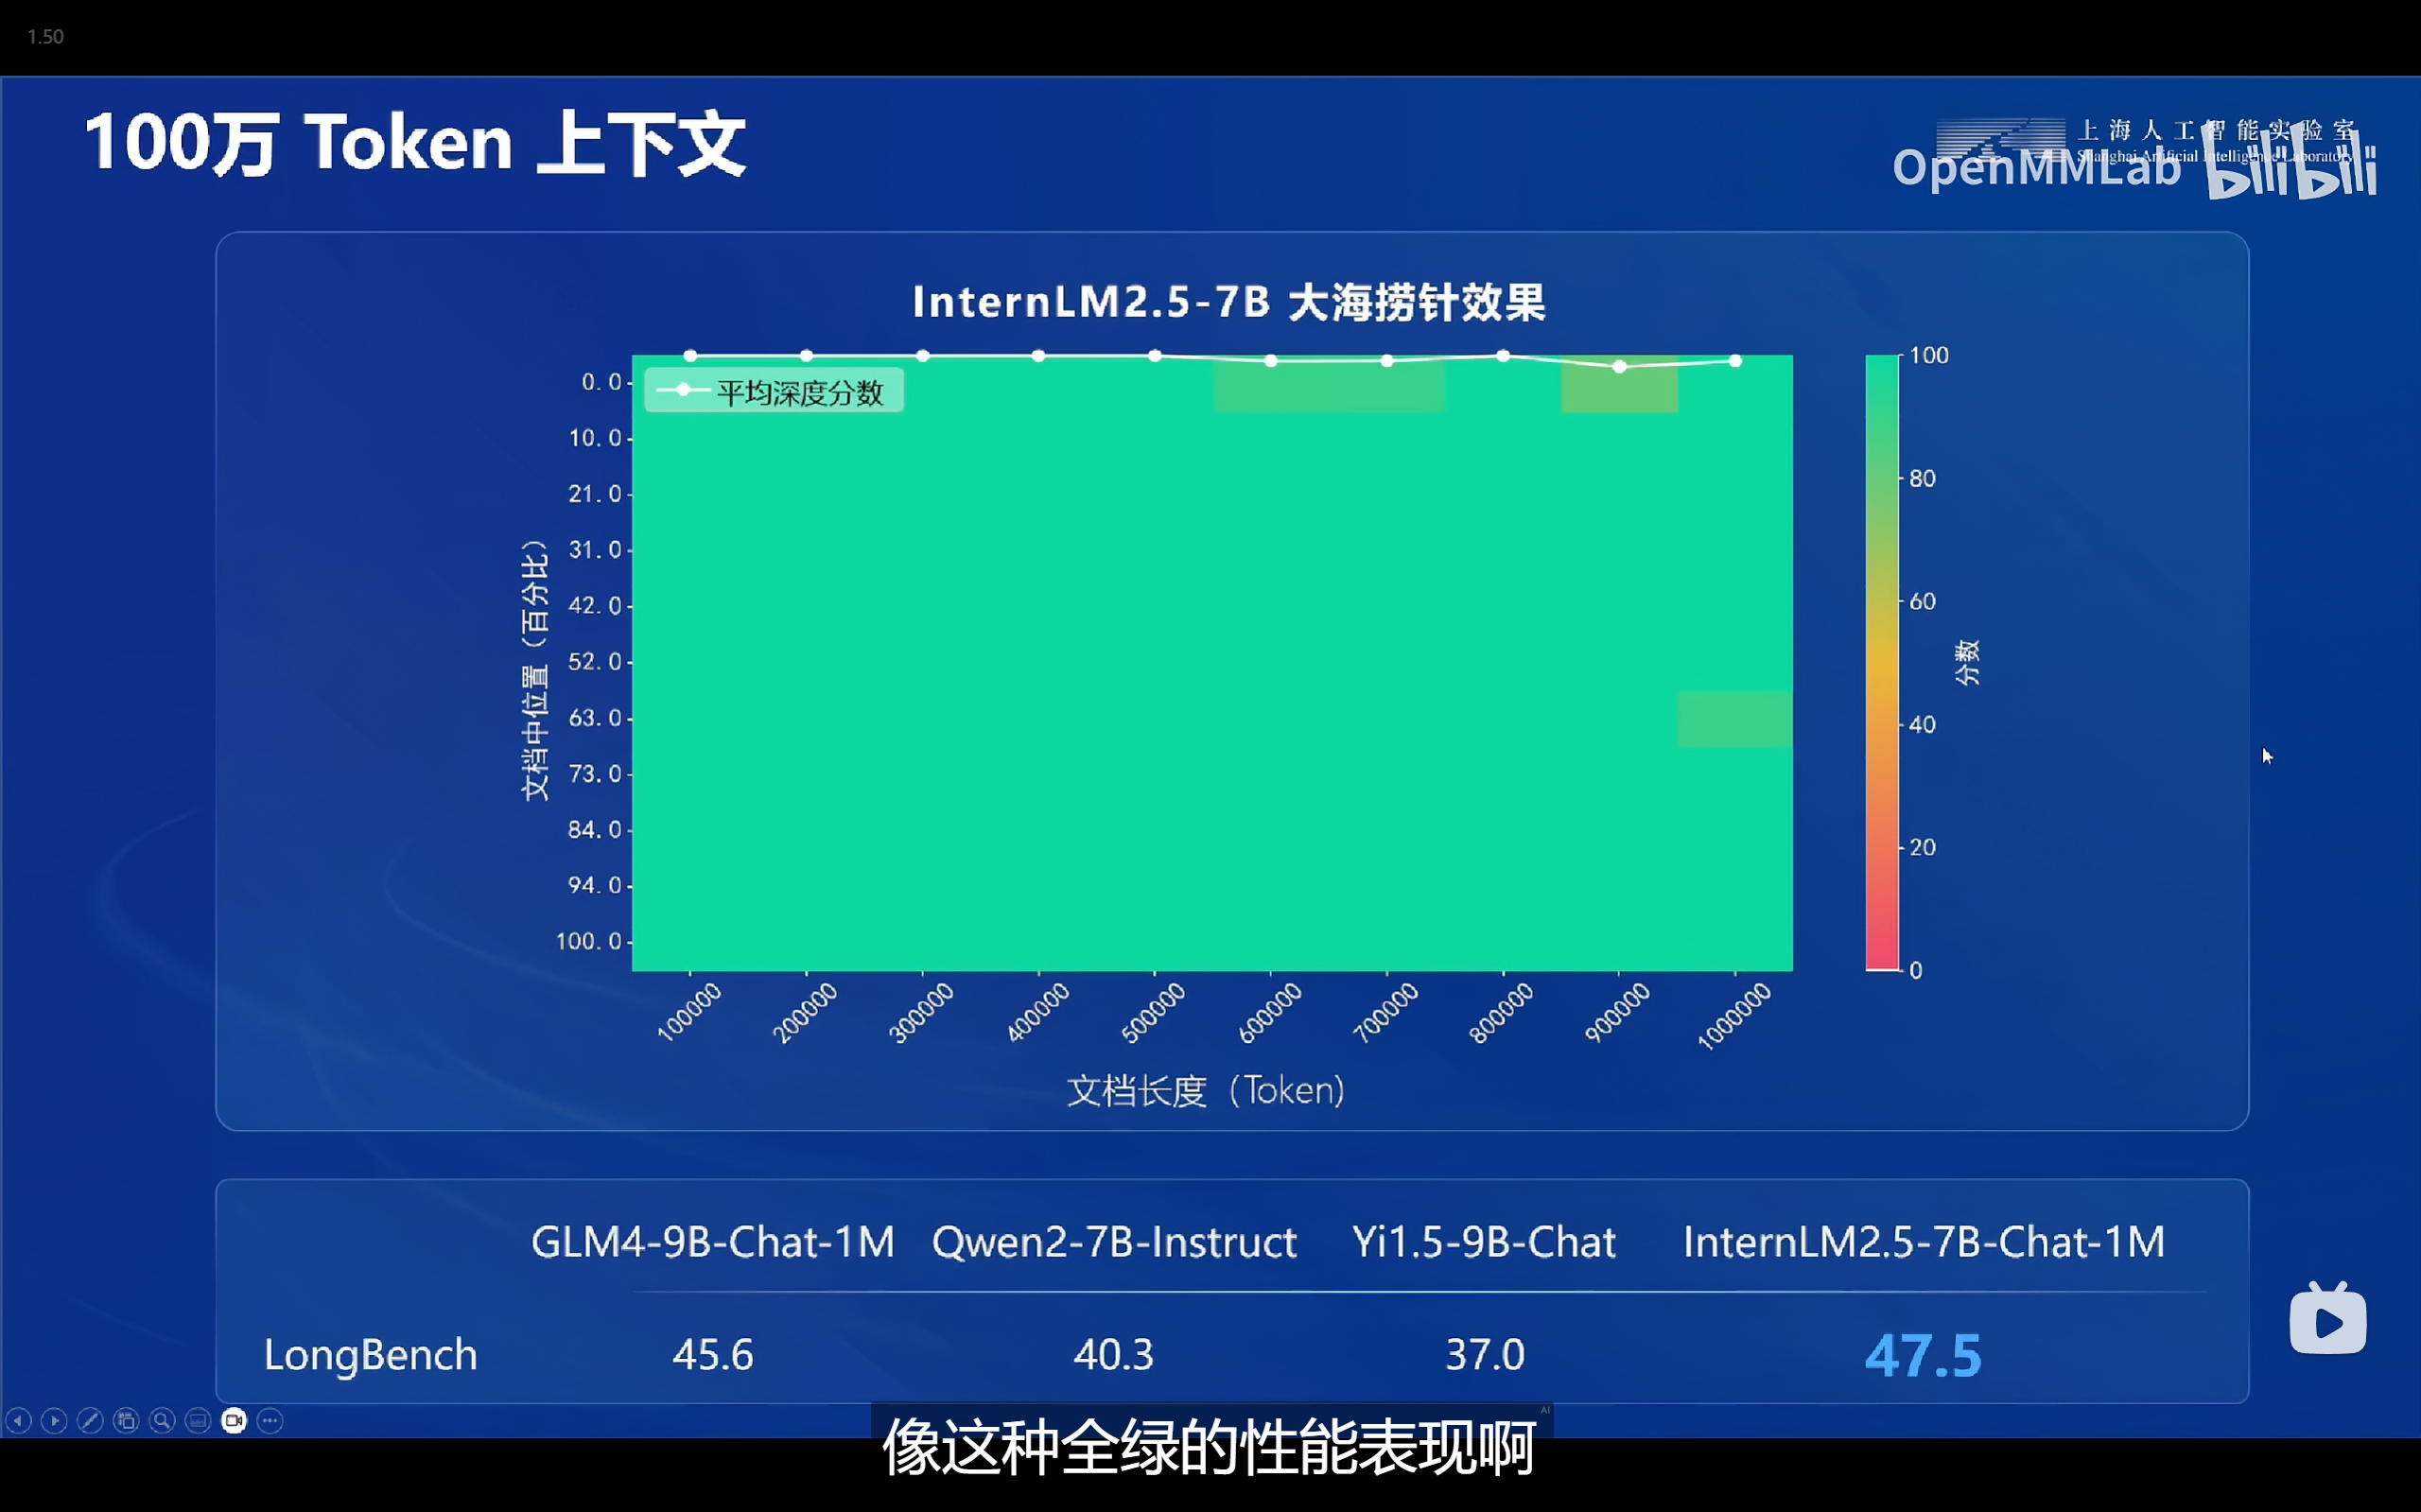 1.50
100万 Token 上下文
上海人工智能实验室
Shanghai Artificial Intelligence Laboratory
OpenMMLab bilibili
InternLM2.5-7B 大海捞针效果
平均深度分数
文档中位置（百分比）
0.0
10.0
21.0
31.0
42.0
52.0
63.0
73.0
84.0
94.0
100.0
100000 200000 300000 400000 500000 600000 700000 800000 900000 1000000
文档长度（Token）
100
80
60
40
20
0
分数
GLM4-9B-Chat-1M Qwen2-7B-Instruct Yi1.5-9B-Chat InternLM2.5-7B-Chat-1M
LongBench 45.6 40.3 37.0 47.5
AI
像这种全绿的性能表现啊